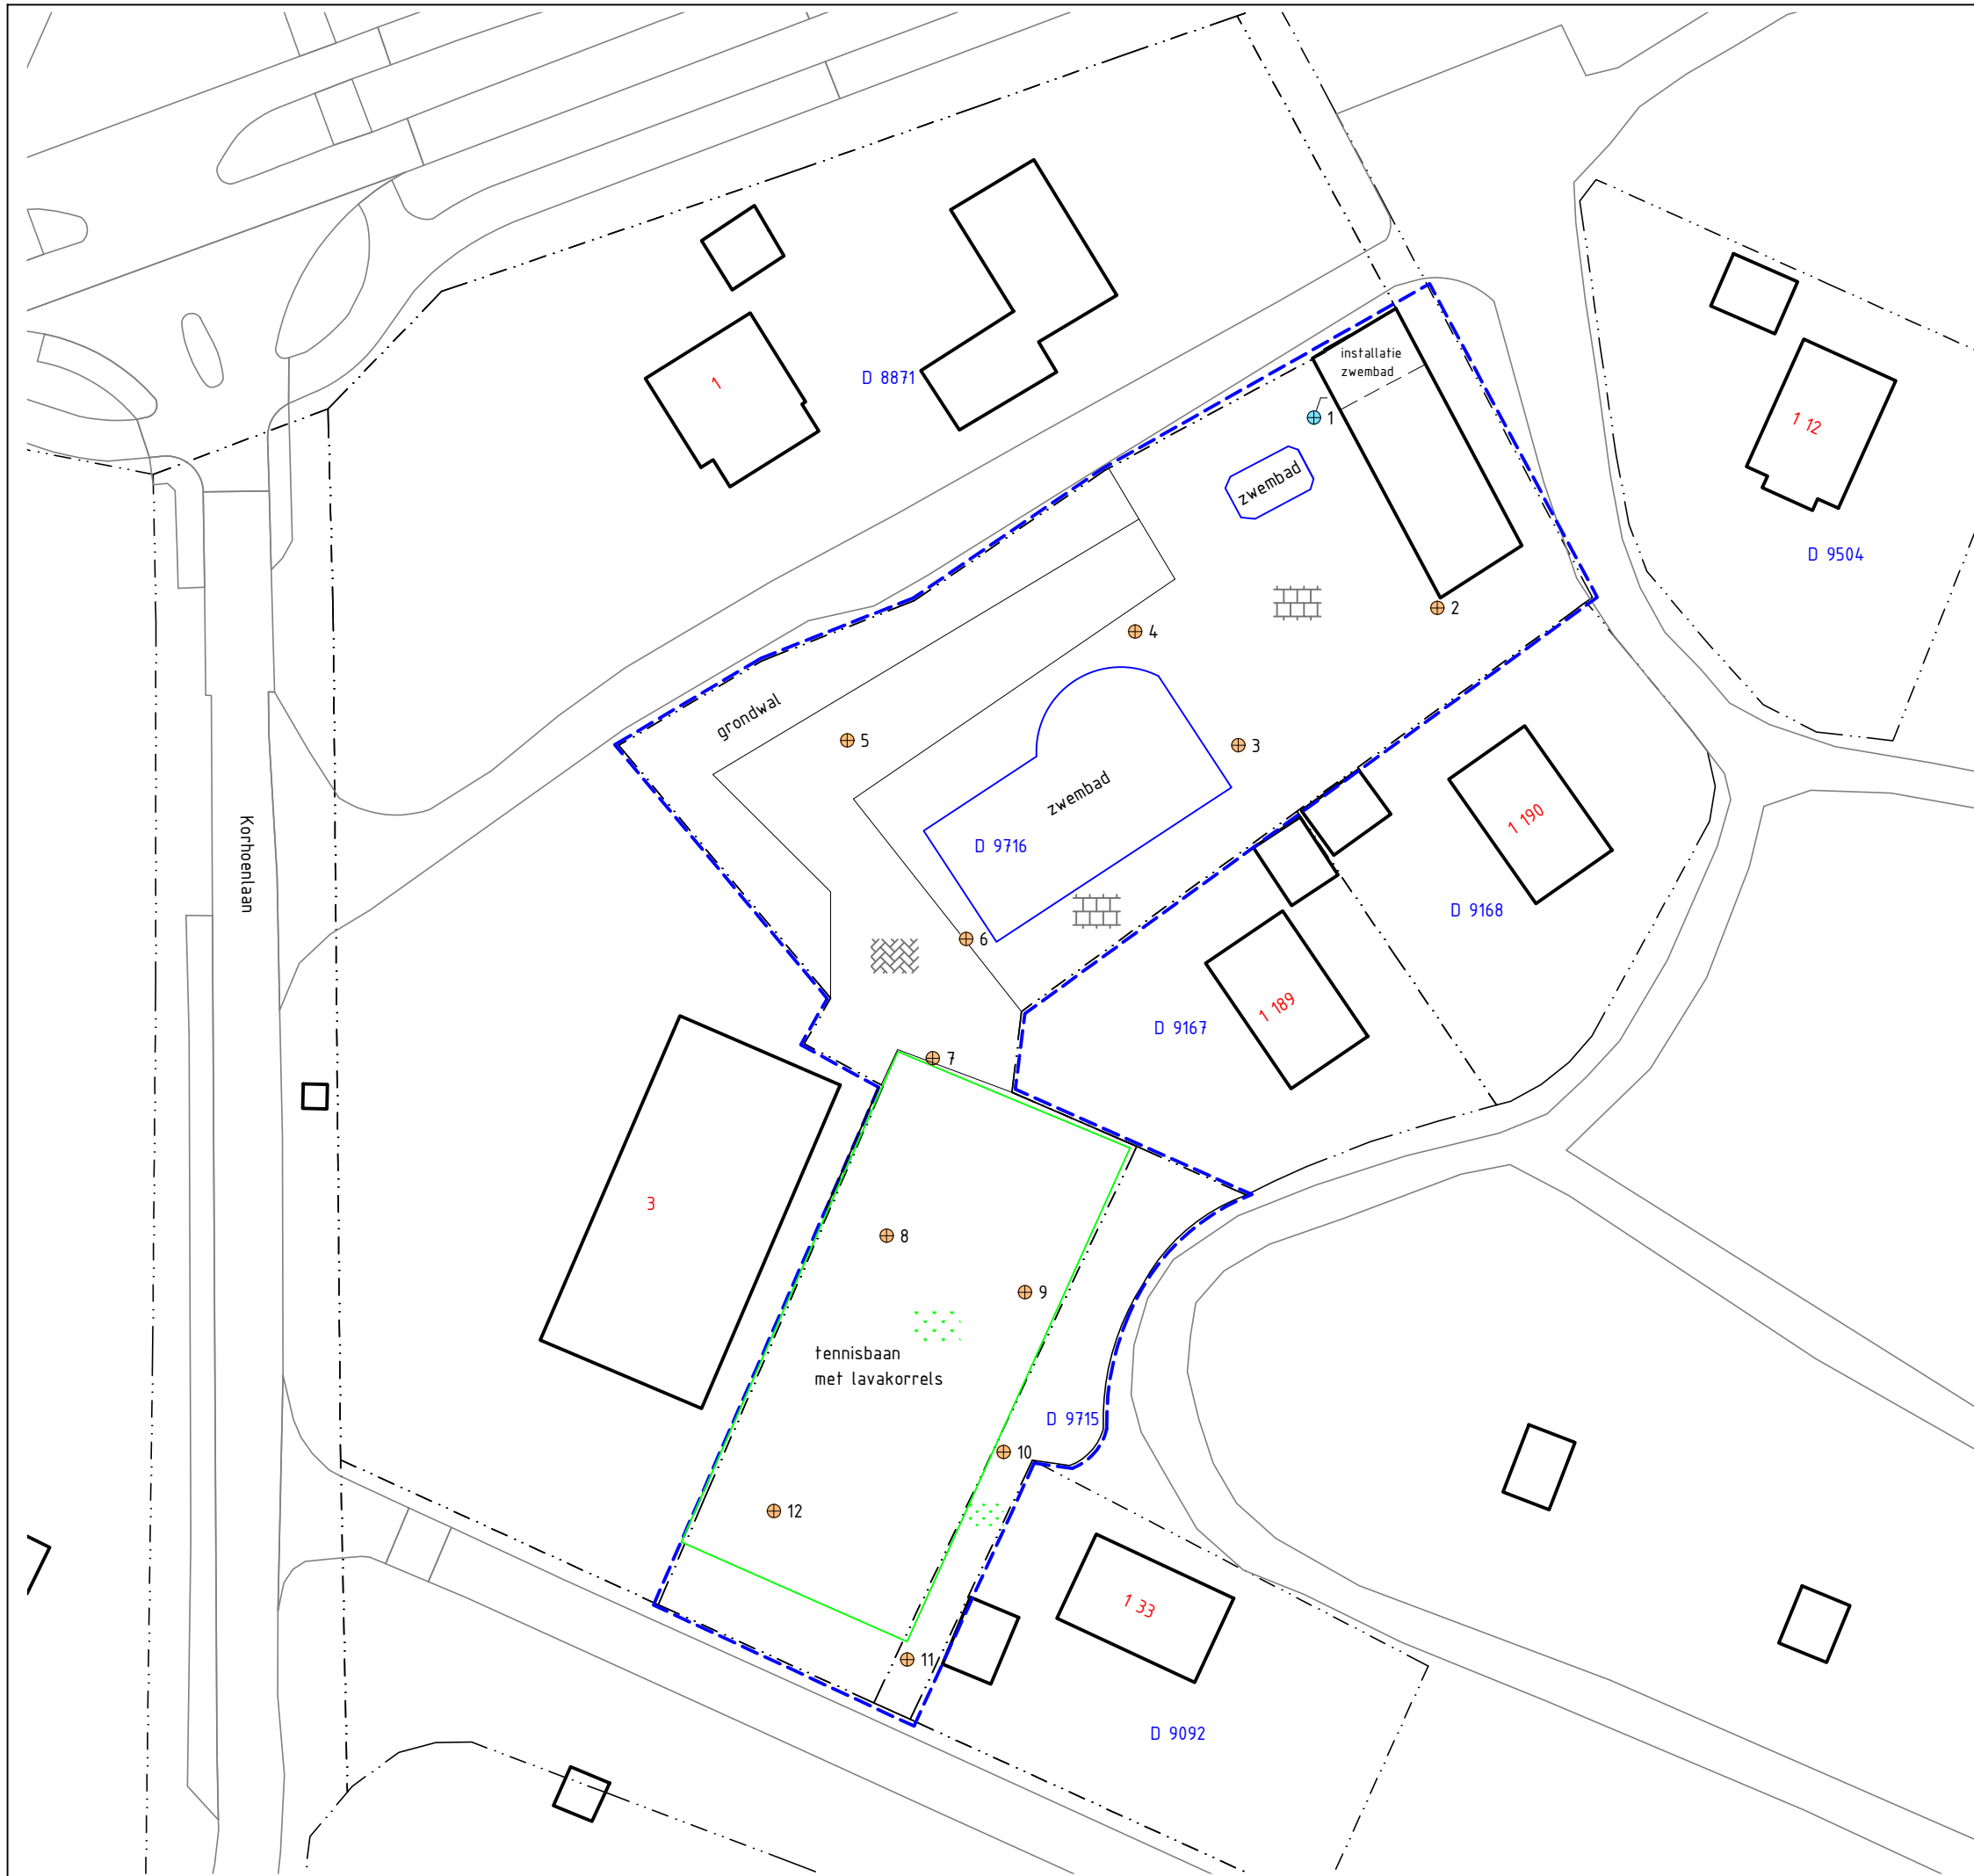 installatie
zwembad
1
D 8871
1
1 12
zwembad
D 9504
2
4
grondwal
5
3
zwembad
1 190
Korhoenlaan
D 9716
D 9168
6
1 189
D 9167
7
3
8
9
tennisbaan
met lavakorrels
D 9715
10
12
1 33
11
D 9092